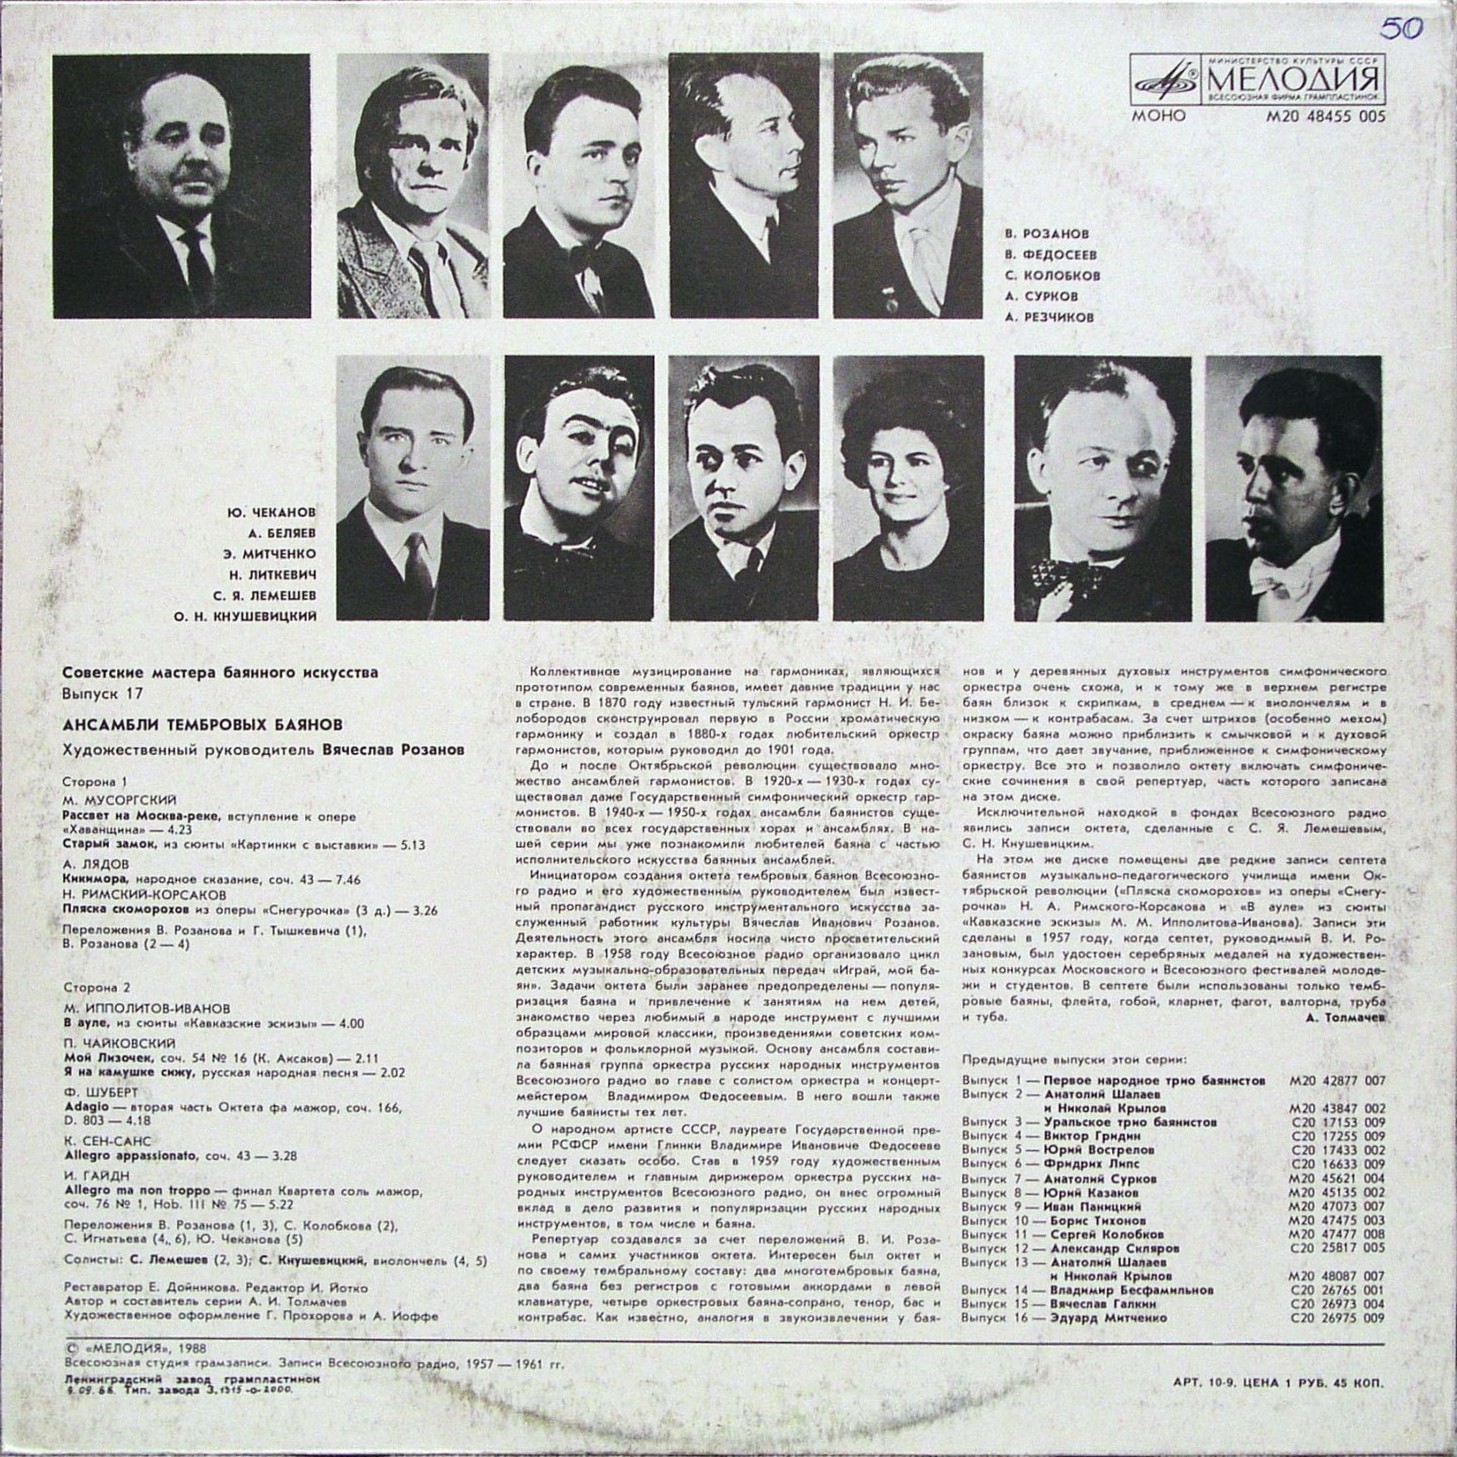 50
МИНИСТЕРСТВО КУЛЬТУРЫ СССР
МЕЛОДИЯ
ВСЕСОЮЗНАЯ ФИРМА ГРАМПЛАСТИНОК
МОНО М20 48455 005
В. РОЗАНОВ
В. ФЕДОСЕЕВ
С. КОЛОБКОВ
А. СУРКОВ
А. РЕЗЧИКОВ
Ю. ЧЕКАНОВ
А. БЕЛЯЕВ
Э. МИТЧЕНКО
Н. ЛИТКЕВИЧ
С. Я. ЛЕМЕШЕВ
О. Н. КНУШЕВИЦКИЙ
Советские мастера баянного искусства
Выпуск 17
АНСАМБЛИ ТЕМБРОВЫХ БАЯНОВ
Художественный руководитель Вячеслав Розанов
Сторона 1
М. МУСОРГСКИЙ
Рассвет на Москва-реке, вступление к опере
«Хаванщина» — 4.23
Старый замок, из сюиты «Картинки с выставки» — 5.13
А. ЛЯДОВ
Кикимора, народное сказание, соч. 43 — 7.46
Н. РИМСКИЙ-КОРСАКОВ
Пляска скоморохов из оперы «Снегурочка» (3 д.) — 3.26
Переложения В. Розанова и Г. Тышкевича (1),
В. Розанова (2 — 4)
Сторона 2
М. ИППОЛИТОВ-ИВАНОВ
В ауле, из сюиты «Кавказские эскизы» — 4.00
П. ЧАЙКОВСКИЙ
Мой Лизочек, соч. 54 № 16 (К. Аксаков) — 2.11
Я на камушке сижу, русская народная песня — 2.02
Ф. ШУБЕРТ
Adagio — вторая часть Октета фа мажор, соч. 166,
D. 803 — 4.18
К. СЕН-САНС
Allegro appassionato, соч. 43 — 3.28
И. ГАЙДН
Allegro ma non troppo — финал Квартета соль мажор,
соч. 76 № 1, Hob. III № 75 — 5.22
Переложения В. Розанова (1, 3), С. Колобкова (2),
С. Игнатьева (4, 6), Ю. Чеканова (5)
Солисты: С. Лемешев (2, 3); С. Кнушевицкий, виолончель (4, 5)
Реставратор Е. Дойникова. Редактор И. Йотко
Автор и составитель серии А. И. Толмачев
Художественное оформление Г. Прохорова и А. Иоффе
Коллективное музицирование на гармониках, являющихся
прототипом современных баянов, имеет давние традиции у нас
в стране. В 1870 году известный тульский гармонист Н. И. Бе-
лобородов сконструировал первую в России хроматическую
гармонику и создал в 1880-х годах любительский оркестр
гармонистов, которым руководил до 1901 года.
До и после Октябрьской революции существовало мно-
жество ансамблей гармонистов. В 1920-х — 1930-х годах су-
ществовал даже Государственный симфонический оркестр гар-
монистов. В 1940-х — 1950-х годах ансамбли баянистов суще-
ствовали во всех государственных хорах и ансамблях. В на-
шей серии мы уже познакомили любителей баяна с частью
исполнительского искусства баянных ансамблей.
Инициатором создания октета тембровых баянов Всесоюзно-
го радио и его художественным руководителем был извест-
ный пропагандист русского инструментального искусства за-
служенный работник культуры Вячеслав Иванович Розанов.
Деятельность этого ансамбля носила чисто просветительский
характер. В 1958 году Всесоюзное радио организовало цикл
детских музыкально-образовательных передач «Играй, мой ба-
ян». Задачи октета были заранее предопределены — популя-
ризация баяна и привлечение к занятиям на нем детей,
знакомство через любимый в народе инструмент с лучшими
образцами мировой классики, произведениями советских ком-
позиторов и фольклорной музыкой. Основу ансамбля состави-
ла баянная группа оркестра русских народных инструментов
Всесоюзного радио во главе с солистом оркестра и концерт-
мейстером Владимиром Федосеевым. В него вошли также
лучшие баянисты тех лет.
О народном артисте СССР, лауреате Государственной пре-
мии РСФСР имени Глинки Владимире Ивановиче Федосееве
следует сказать особо. Став в 1959 году художественным
руководителем и главным дирижером оркестра русских на-
родных инструментов Всесоюзного радио, он внес огромный
вклад в дело развития и популяризации русских народных
инструментов, в том числе и баяна.
Репертуар создавался за счет переложений В. И. Роза-
нова и самих участников октета. Интересен был октет и
по своему тембральному составу: два многотембровых баяна,
два баяна без регистров с готовыми аккордами в левой
клавиатуре, четыре оркестровых баяна-сопрано, тенор, бас и
контрабас. Как известно, аналогия в звукоизвлечении у бая-
нов и у деревянных духовых инструментов симфонического
оркестра очень схожа, и к тому же в верхнем регистре
баян близок к скрипкам, в среднем — к виолончелям и в
низком — к контрабасам. За счет штрихов (особенно мехом)
окраску баяна можно приблизить к смычковой и к духовой
группам, что дает звучание, приближенное к симфоническому
оркестру. Все это и позволило октету включать симфониче-
ские сочинения в свой репертуар, часть которого записана
на этом диске.
Исключительной находкой в фондах Всесоюзного радио
явились записи октета, сделанные с С. Я. Лемешевым,
С. Н. Кнушевицким.
На этом же диске помещены две редкие записи септета
баянистов музыкально-педагогического училища имени Ок-
тябрьской революции («Пляска скоморохов» из оперы «Снегу-
рочка» Н. А. Римского-Корсакова и «В ауле» из сюиты
«Кавказские эскизы» М. М. Ипполитова-Иванова). Записи эти
сделаны в 1957 году, когда септет, руководимый В. И. Ро-
зановым, был удостоен серебряных медалей на художествен-
ных конкурсах Московского и Всесоюзного фестивалей молоде-
жи и студентов. В септете были использованы только темб-
ровые баяны, флейта, гобой, кларнет, фагот, валторна, труба
и туба. А. Толмачев
Предыдущие выпуски этой серии:
Выпуск 1 — Первое народное трио баянистов М20 42877 007
Выпуск 2 — Анатолий Шалаев
и Николай Крылов М20 43847 002
Выпуск 3 — Уральское трио баянистов С20 17153 009
Выпуск 4 — Виктор Гридин С20 17255 009
Выпуск 5 — Юрий Вострелов С20 17433 002
Выпуск 6 — Фридрих Липс С20 16633 009
Выпуск 7 — Анатолий Сурков М20 45621 004
Выпуск 8 — Юрий Казаков М20 45135 002
Выпуск 9 — Иван Паницкий М20 47073 007
Выпуск 10 — Борис Тихонов М20 47475 003
Выпуск 11 — Сергей Колобков М20 47477 008
Выпуск 12 — Александр Скляров С20 25817 005
Выпуск 13 — Анатолий Шалаев
и Николай Крылов М20 48087 007
Выпуск 14 — Владимир Бесфамильнов С20 26765 001
Выпуск 15 — Вячеслав Галкин С20 26973 004
Выпуск 16 — Эдуард Митченко С20 26975 009
© «МЕЛОДИЯ», 1988
Всесоюзная студия грамзаписи. Записи Всесоюзного радио, 1957 — 1961 гг.
Ленинградский завод грампластинок
Тип. завода
АРТ. 10-9. ЦЕНА 1 РУБ. 45 КОП.